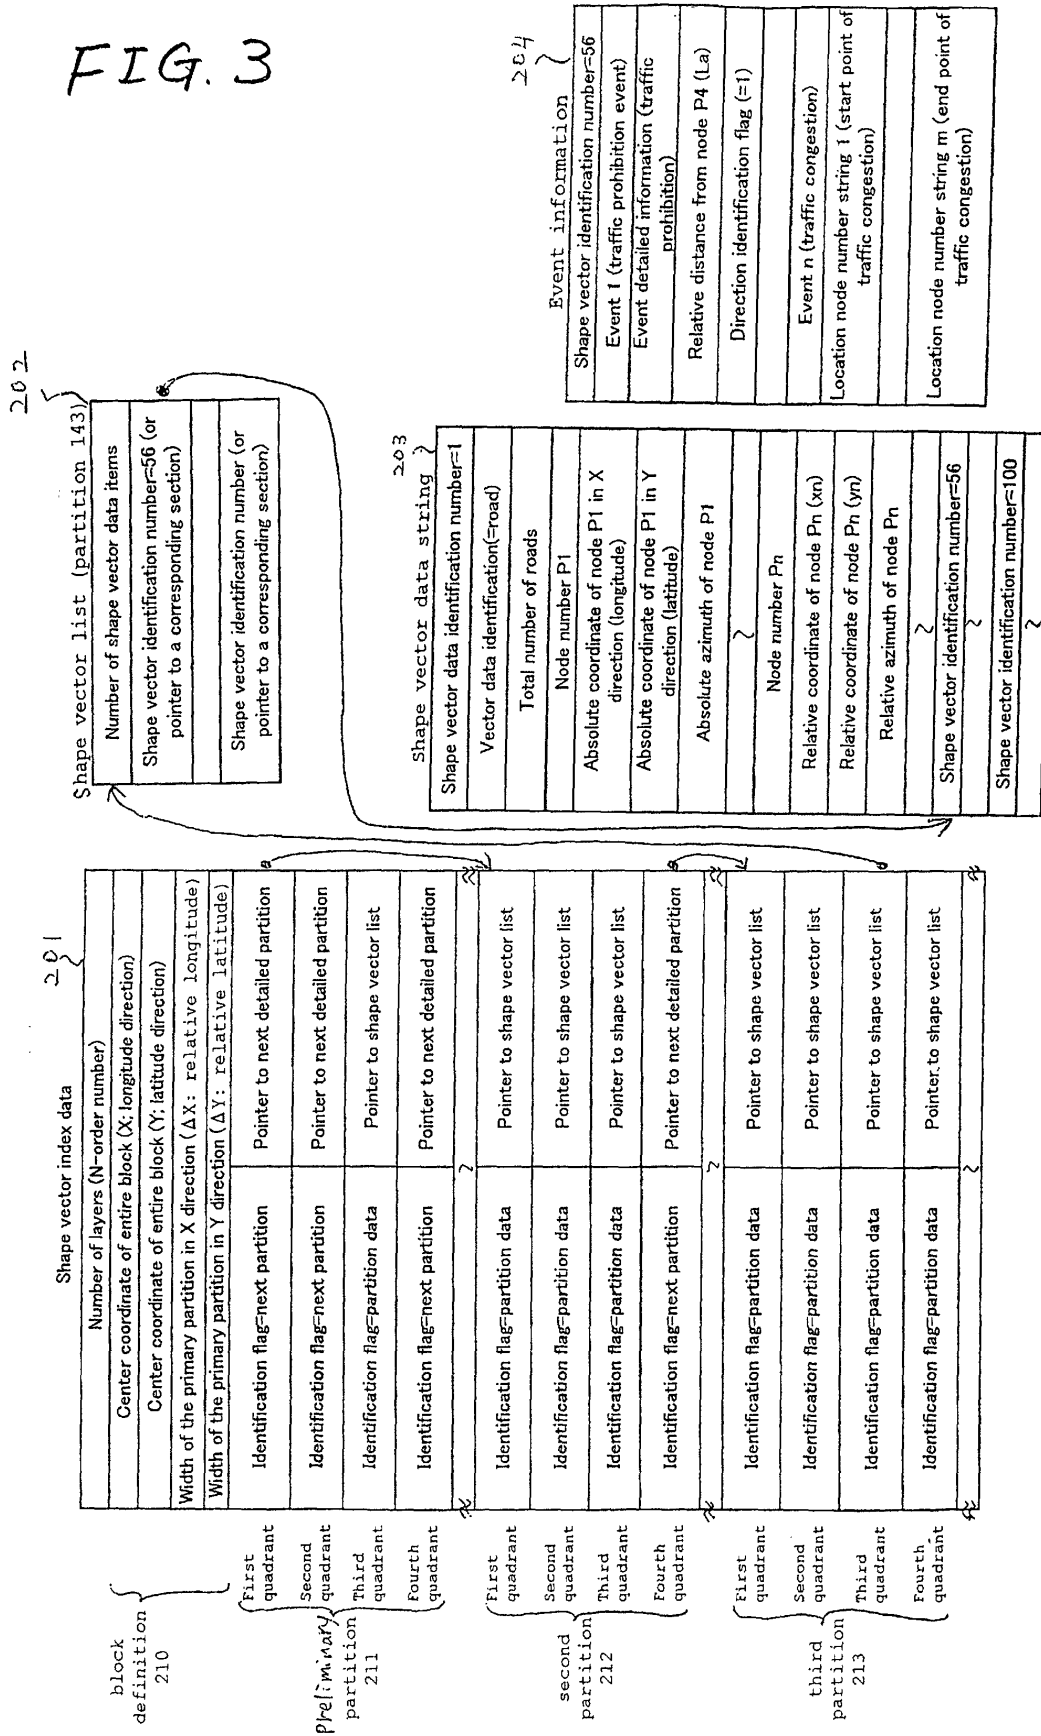 FIG. 3
201
Shape vector index data
Number of layers (N-order number)
Center coordinate of entire block (X; longitude direction)
Center coordinate of entire block (Y; latitude direction)
Width of the primary partition in X direction (ΔX: relative longitude)
Width of the primary partition in Y direction (ΔY: relative latitude)
block
definition
210
Preliminary
partition
211
First
quadrant
Identification flag=next partition
Pointer to next detailed partition
Second
quadrant
Identification flag=next partition
Pointer to next detailed partition
Third
quadrant
Identification flag=partition data
Pointer to shape vector list
Fourth
quadrant
Identification flag=next partition
Pointer to next detailed partition
second
partition
212
First
quadrant
Identification flag=partition data
Pointer to shape vector list
Second
quadrant
Identification flag=partition data
Pointer to shape vector list
Third
quadrant
Identification flag=partition data
Pointer to shape vector list
Fourth
quadrant
Identification flag=next partition
Pointer to next detailed partition
third
partition
213
First
quadrant
Identification flag=partition data
Pointer to shape vector list
Second
quadrant
Identification flag=partition data
Pointer to shape vector list
Third
quadrant
Identification flag=partition data
Pointer to shape vector list
Fourth
quadrant
Identification flag=partition data
Pointer to shape vector list
202
Shape vector list (partition 143)
Number of shape vector data items
Shape vector identification number=56 (or
pointer to a corresponding section)
Shape vector identification number (or
pointer to a corresponding section)
203
Shape vector data string
Shape vector data identification number=1
Vector data identification(=road)
Total number of roads
Node number P1
Absolute coordinate of node P1 in X
direction (longitude)
Absolute coordinate of node P1 in Y
direction (latitude)
Absolute azimuth of node P1
Node number Pn
Relative coordinate of node Pn (xn)
Relative coordinate of node Pn (yn)
Relative azimuth of node Pn
Shape vector identification number=56
Shape vector identification number=100
204
Event information
Shape vector identification number=56
Event 1 (traffic prohibition event)
Event detailed information (traffic
prohibition)
Relative distance from node P4 (La)
Direction identification flag (=1)
Event n (traffic congestion)
Location node number string 1 (start point of
traffic congestion)
Location node number string m (end point of
traffic congestion)